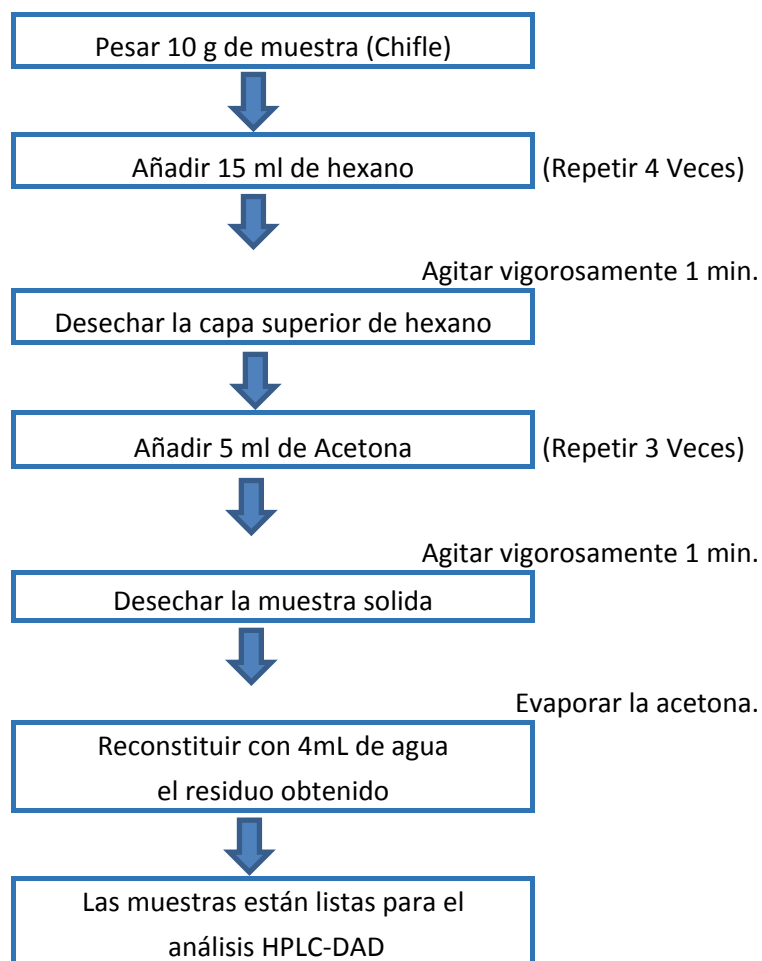 Pesar 10 g de muestra (Chifle)
Añadir 15 ml de hexano
(Repetir 4 Veces)
Agitar vigorosamente 1 min.
Desechar la capa superior de hexano
Añadir 5 ml de Acetona
(Repetir 3 Veces)
Agitar vigorosamente 1 min.
Desechar la muestra solida
Evaporar la acetona.
Reconstituir con 4mL de agua
el residuo obtenido
Las muestras están listas para el
análisis HPLC-DAD